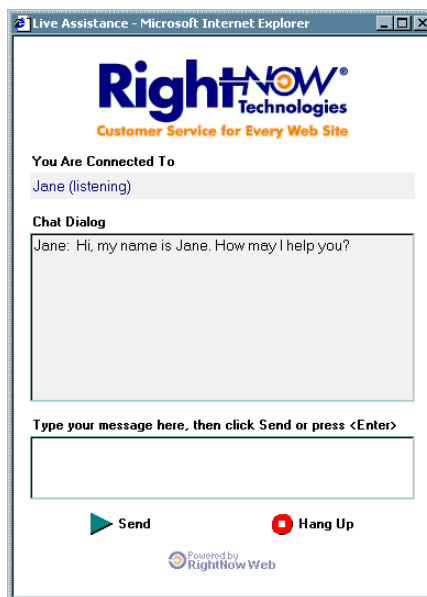 Live Assistance - Microsoft Internet Explorer
RightNOW®
Technologies
Customer Service for Every Web Site
You Are Connected To
Jane (listening)
Chat Dialog
Jane: Hi, my name is Jane. How may I help you?
Type your message here, then click Send or press <Enter>
Send Hang Up
Powered by
RightNow Web